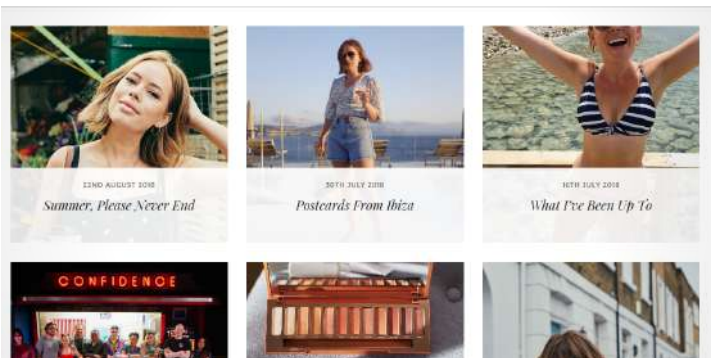 22ND AUGUST 2018
Summer, Please Never End
30TH JULY 2018
Postcards From Ibiza
16TH JULY 2018
What I've Been Up To
CONFIDENCE